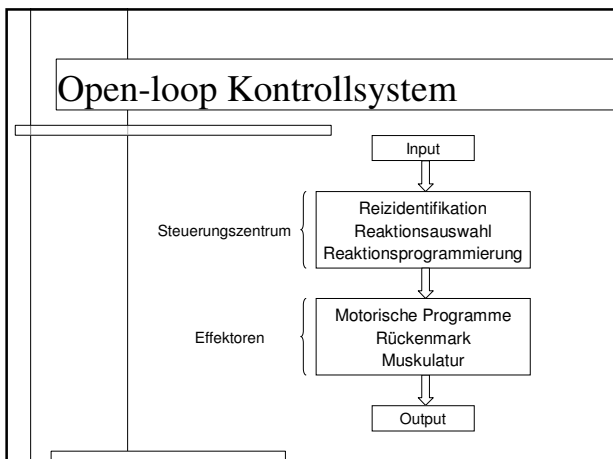 Open-loop Kontrollsystem
Input
Steuerungszentrum
Reizidentifikation
Reaktionsauswahl
Reaktionsprogrammierung
Effektoren
Motorische Programme
Rückenmark
Muskulatur
Output